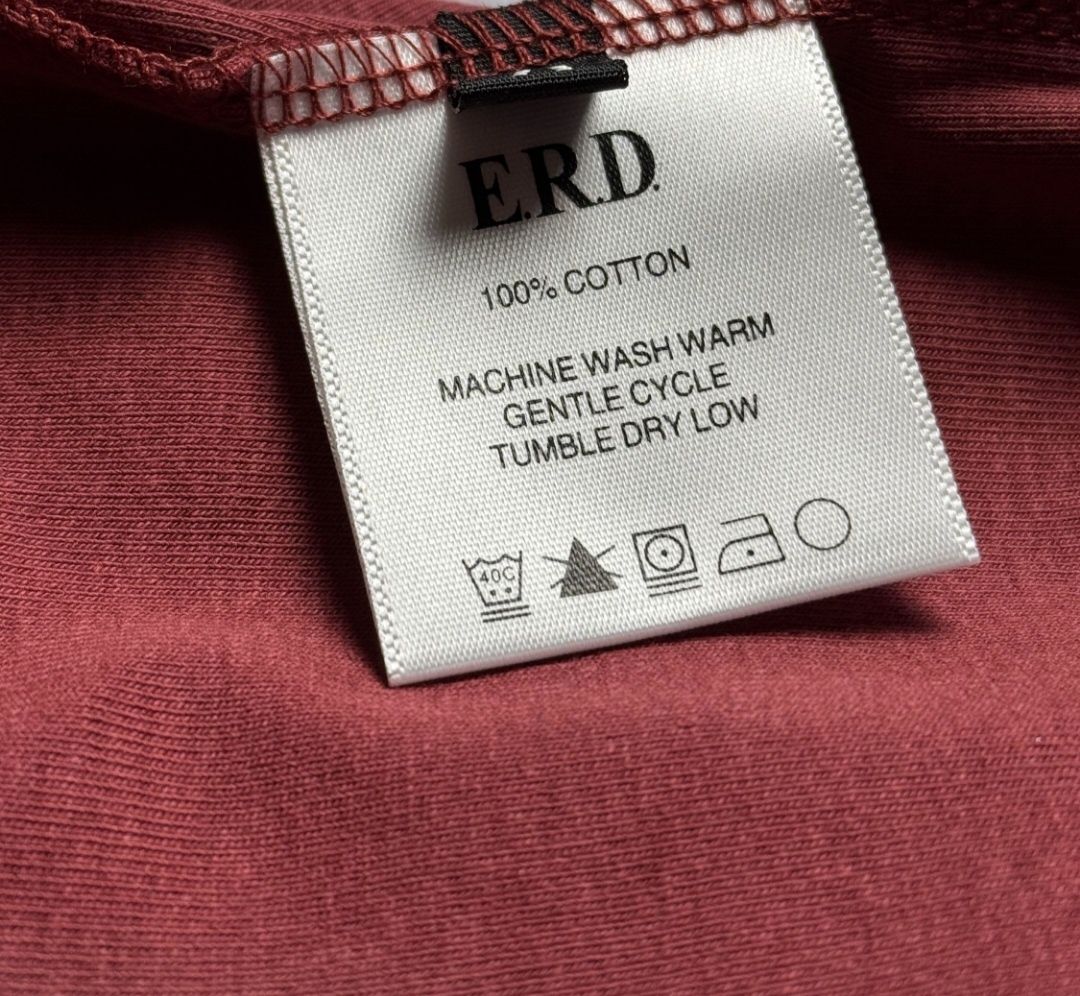 E.R.D.
100% COTTON
MACHINE WASH WARM
GENTLE CYCLE
TUMBLE DRY LOW
40C